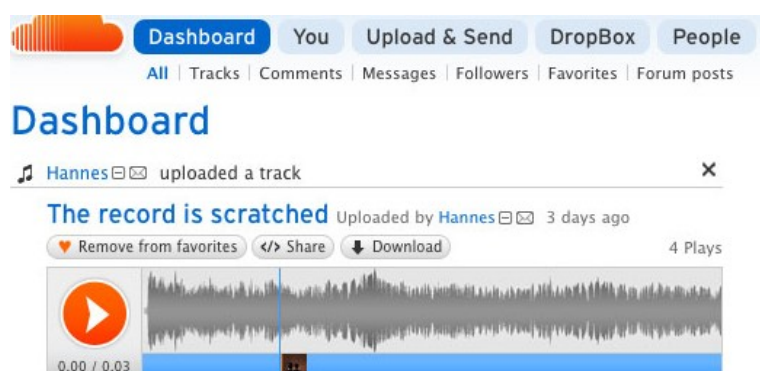 Dashboard You Upload & Send DropBox People
All | Tracks | Comments | Messages | Followers | Favorites | Forum posts
Dashboard
Hannes uploaded a track
The record is scratched Uploaded by Hannes 3 days ago
Remove from favorites </> Share Download 4 Plays
0.00 / 0.03